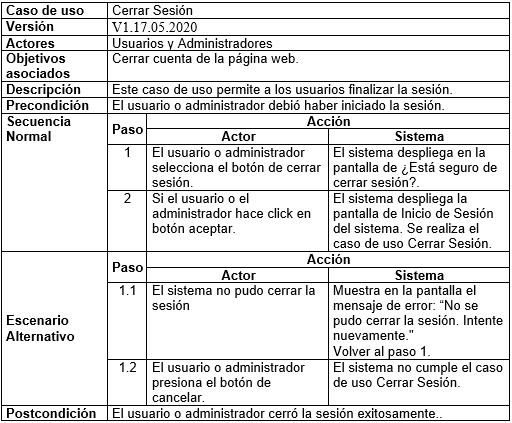 Caso de uso Cerrar Sesión
Versión V1.17.05.2020
Actores Usuarios y Administradores
Objetivos Cerrar cuenta de la página web.
asociados
Descripción Este caso de uso permite a los usuarios finalizar la sesión.
Precondición El usuario o administrador debió haber iniciado la sesión.
Secuencia Normal
Paso Acción
Actor Sistema
1 El usuario o administrador El sistema despliega en la
selecciona el botón de cerrar pantalla de ¿Está seguro de
sesión. cerrar sesión?.
2 Si el usuario o el El sistema despliega la
administrador hace click en pantalla de Inicio de Sesión
botón aceptar. del sistema. Se realiza el
caso de uso Cerrar Sesión.
Escenario Alternativo
Paso Acción
Actor Sistema
1.1 El sistema no pudo cerrar la Muestra en la pantalla el
sesión mensaje de error: “No se
pudo cerrar la sesión. Intente
nuevamente.”
Volver al paso 1.
1.2 El usuario o administrador El sistema no cumple el caso
presiona el botón de de uso Cerrar Sesión.
cancelar.
Postcondición El usuario o administrador cerró la sesión exitosamente..